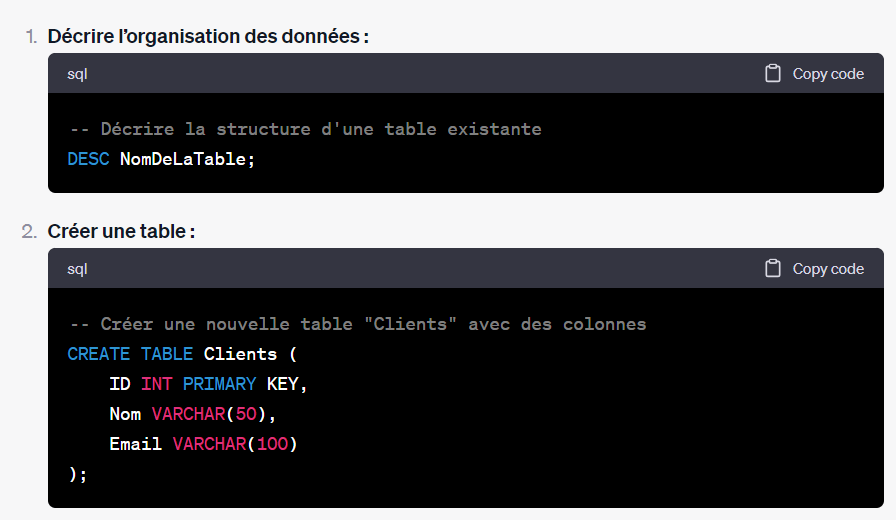 1. Décrire l’organisation des données :
sql Copy code
-- Décrire la structure d'une table existante
DESC NomDeLaTable;
2. Créer une table :
sql Copy code
-- Créer une nouvelle table "Clients" avec des colonnes
CREATE TABLE Clients (
    ID INT PRIMARY KEY,
    Nom VARCHAR(50),
    Email VARCHAR(100)
);